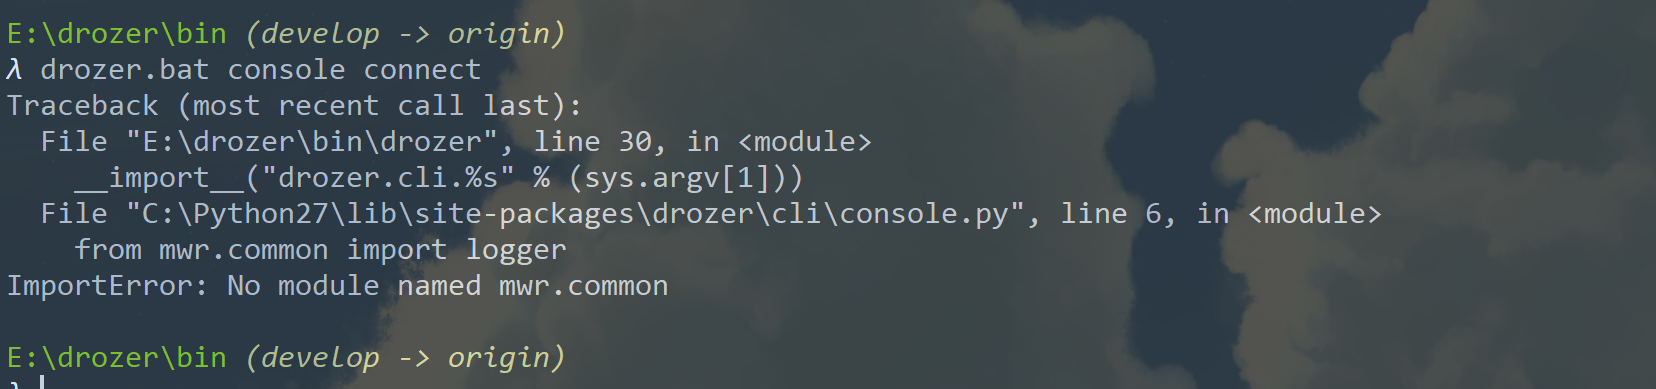 E:\drozer\bin (develop -> origin)
λ drozer.bat console connect
Traceback (most recent call last):
  File "E:\drozer\bin\drozer", line 30, in <module>
    __import__("drozer.cli.%s" % (sys.argv[1]))
  File "C:\Python27\lib\site-packages\drozer\cli\console.py", line 6, in <module>
    from mwr.common import logger
ImportError: No module named mwr.common
E:\drozer\bin (develop -> origin)
λ